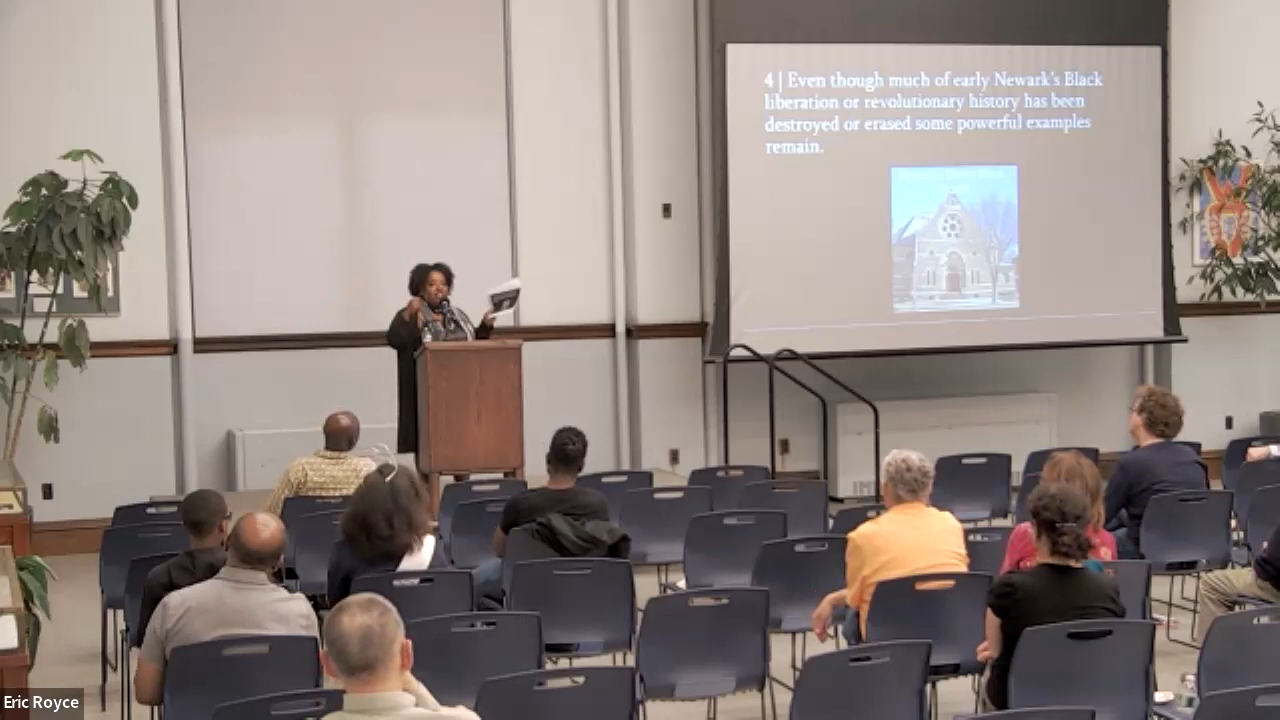 4 | Even though much of early Newark's Black
liberation or revolutionary history has been
destroyed or erased some powerful examples
remain.
Eric Royce